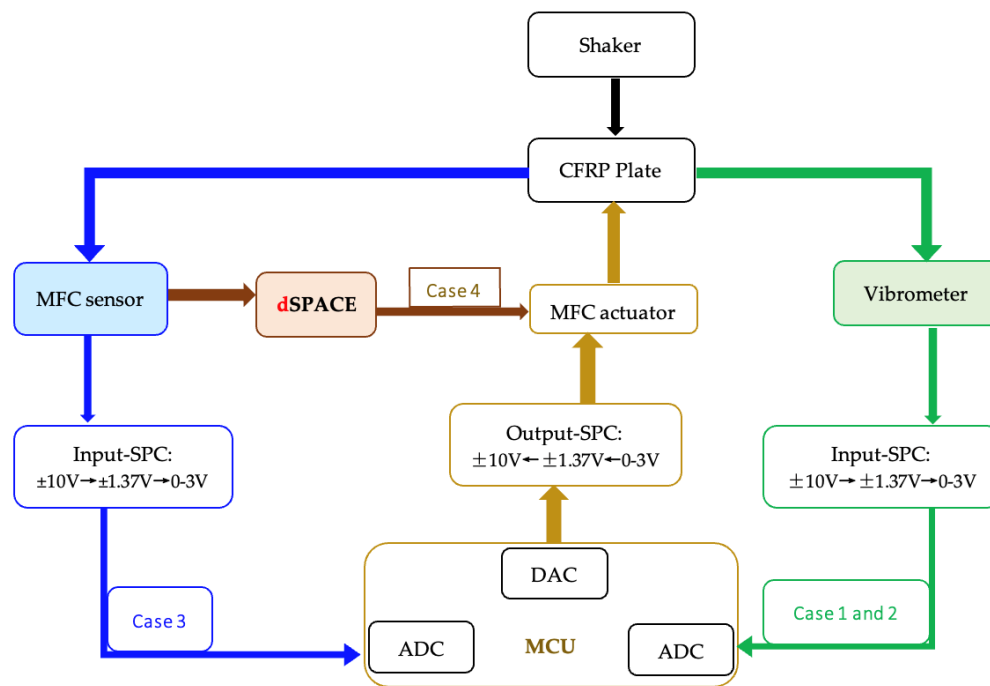 Shaker
CFRP Plate
MFC sensor
dSPACE
Case 4
MFC actuator
Vibrometer
Input-SPC:
±10V→±1.37V→0-3V
Output-SPC:
±10V← ±1.37V←0-3V
Input-SPC:
±10V→ ±1.37V→0-3V
DAC
Case 3
Case 1 and 2
ADC
MCU
ADC